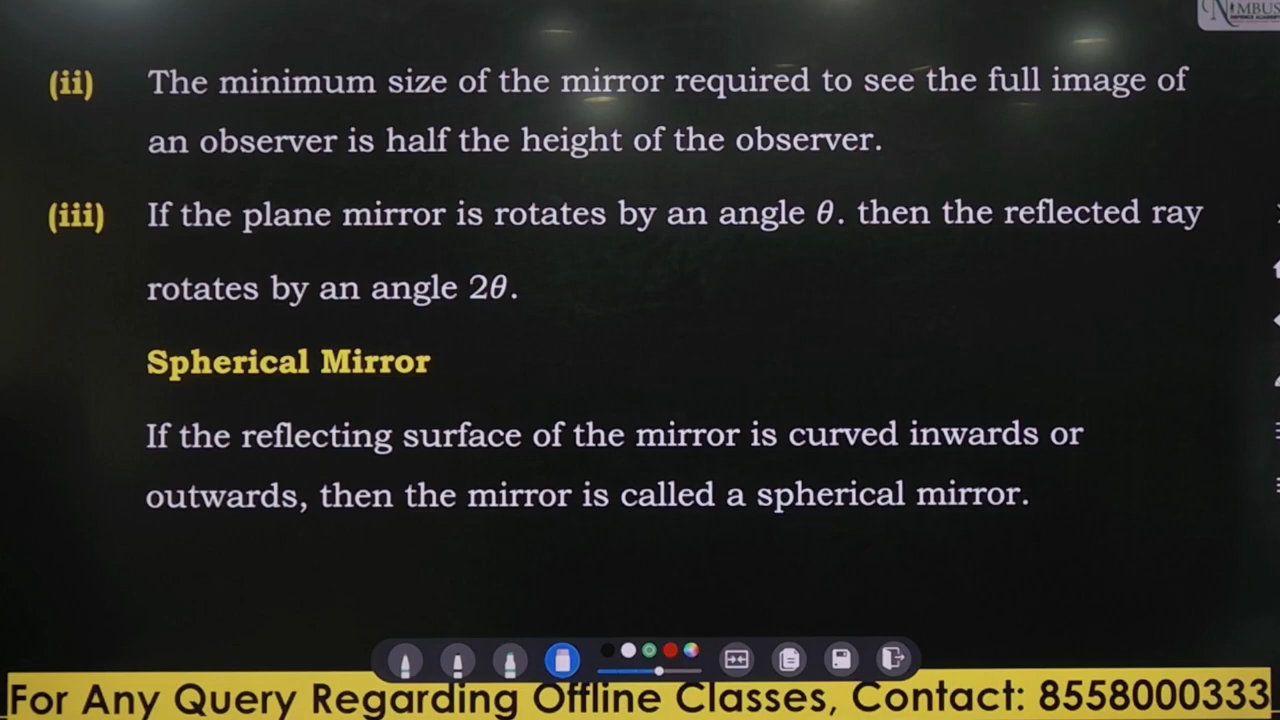 NIMBUS
DEFENCE ACADEMY
(ii) The minimum size of the mirror required to see the full image of
an observer is half the height of the observer.
(iii) If the plane mirror is rotates by an angle θ. then the reflected ray
rotates by an angle 2θ.
Spherical Mirror
If the reflecting surface of the mirror is curved inwards or
outwards, then the mirror is called a spherical mirror.
For Any Query Regarding Offline Classes, Contact: 8558000333